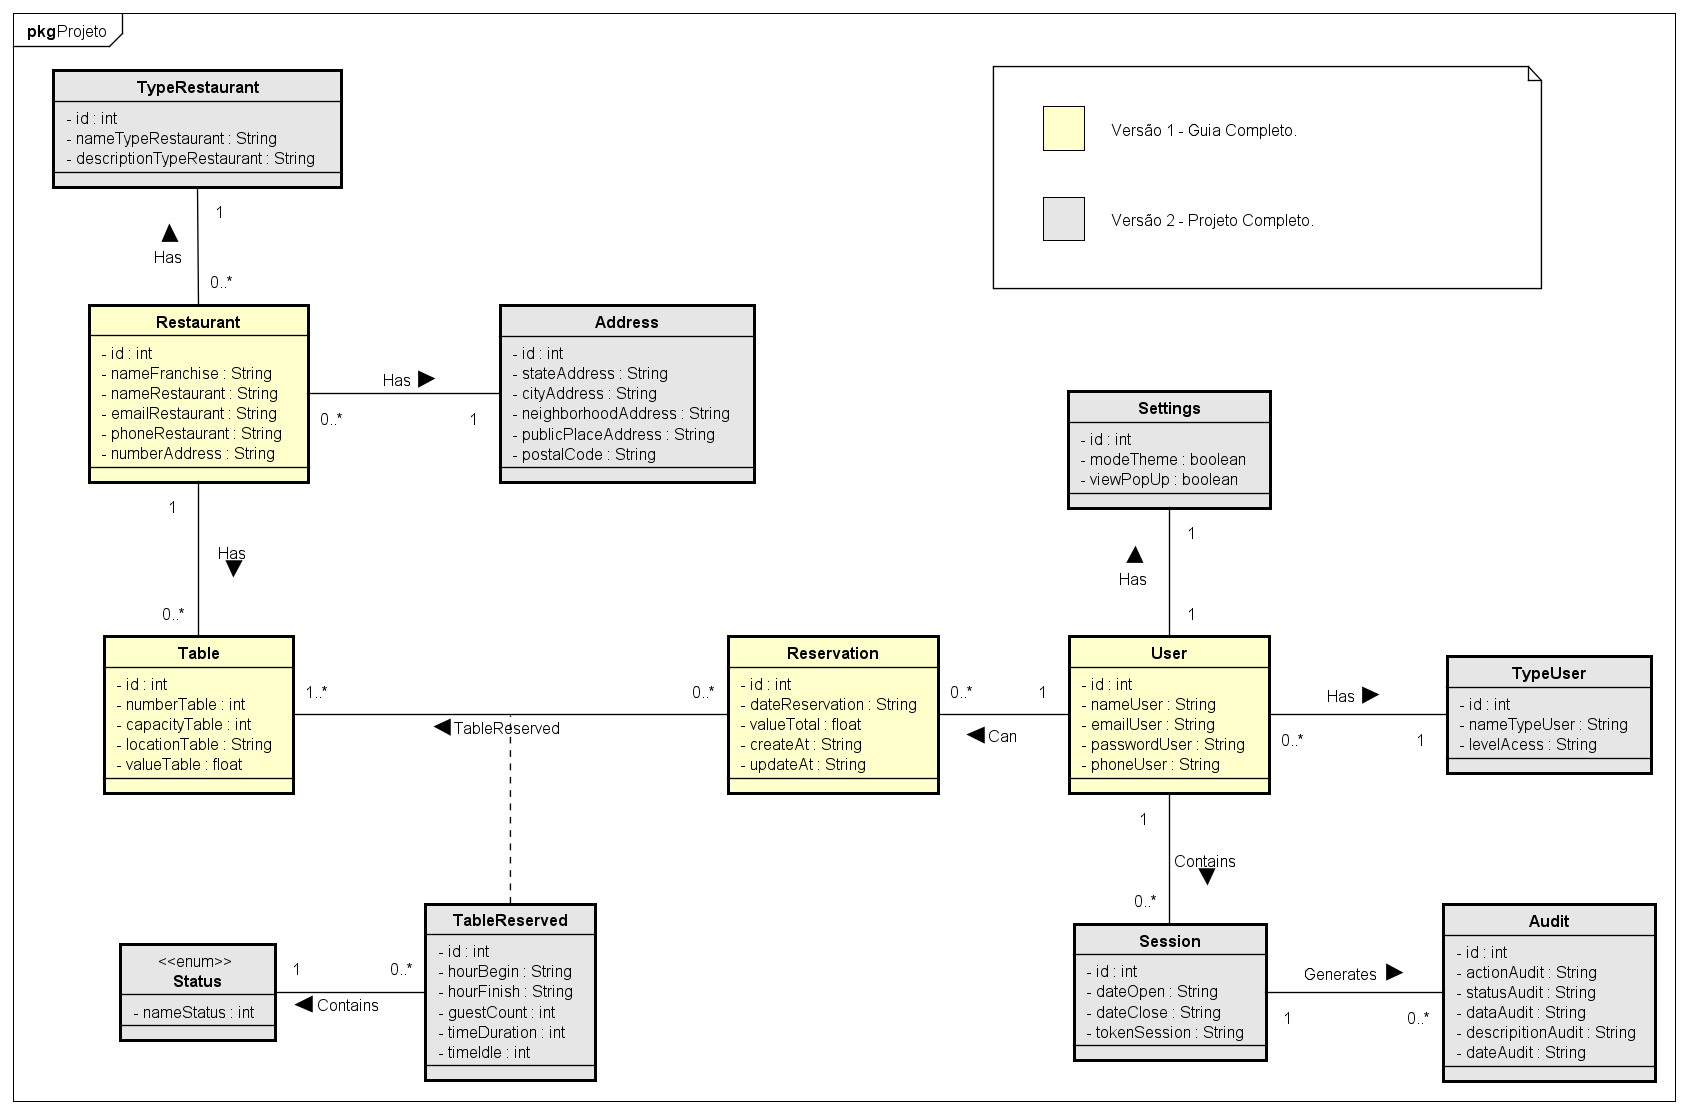 pkgProjeto
TypeRestaurant
- id : int
- nameTypeRestaurant : String
- descriptionTypeRestaurant : String
Versão 1 - Guia Completo.
Versão 2 - Projeto Completo.
1
Has
0..*
Restaurant
- id : int
- nameFranchise : String
- nameRestaurant : String
- emailRestaurant : String
- phoneRestaurant : String
- numberAddress : String
Has
0..*
1
Address
- id : int
- stateAddress : String
- cityAddress : String
- neighborhoodAddress : String
- publicPlaceAddress : String
- postalCode : String
Settings
- id : int
- modeTheme : boolean
- viewPopUp : boolean
1
Has
0..*
1
Has
1
Table
- id : int
- numberTable : int
- capacityTable : int
- locationTable : String
- valueTable : float
1..*
0..*
TableReserved
Reservation
- id : int
- dateReservation : String
- valueTotal : float
- createAt : String
- updateAt : String
0..*
1
Can
User
- id : int
- nameUser : String
- emailUser : String
- passwordUser : String
- phoneUser : String
Has
0..*
1
TypeUser
- id : int
- nameTypeUser : String
- levelAcess : String
1
Contains
0..*
<<enum>>
Status
- nameStatus : int
1
0..*
Contains
TableReserved
- id : int
- hourBegin : String
- hourFinish : String
- guestCount : int
- timeDuration : int
- timeIdle : int
Session
- id : int
- dateOpen : String
- dateClose : String
- tokenSession : String
Generates
1
0..*
Audit
- id : int
- actionAudit : String
- statusAudit : String
- dataAudit : String
- descripitionAudit : String
- dateAudit : String